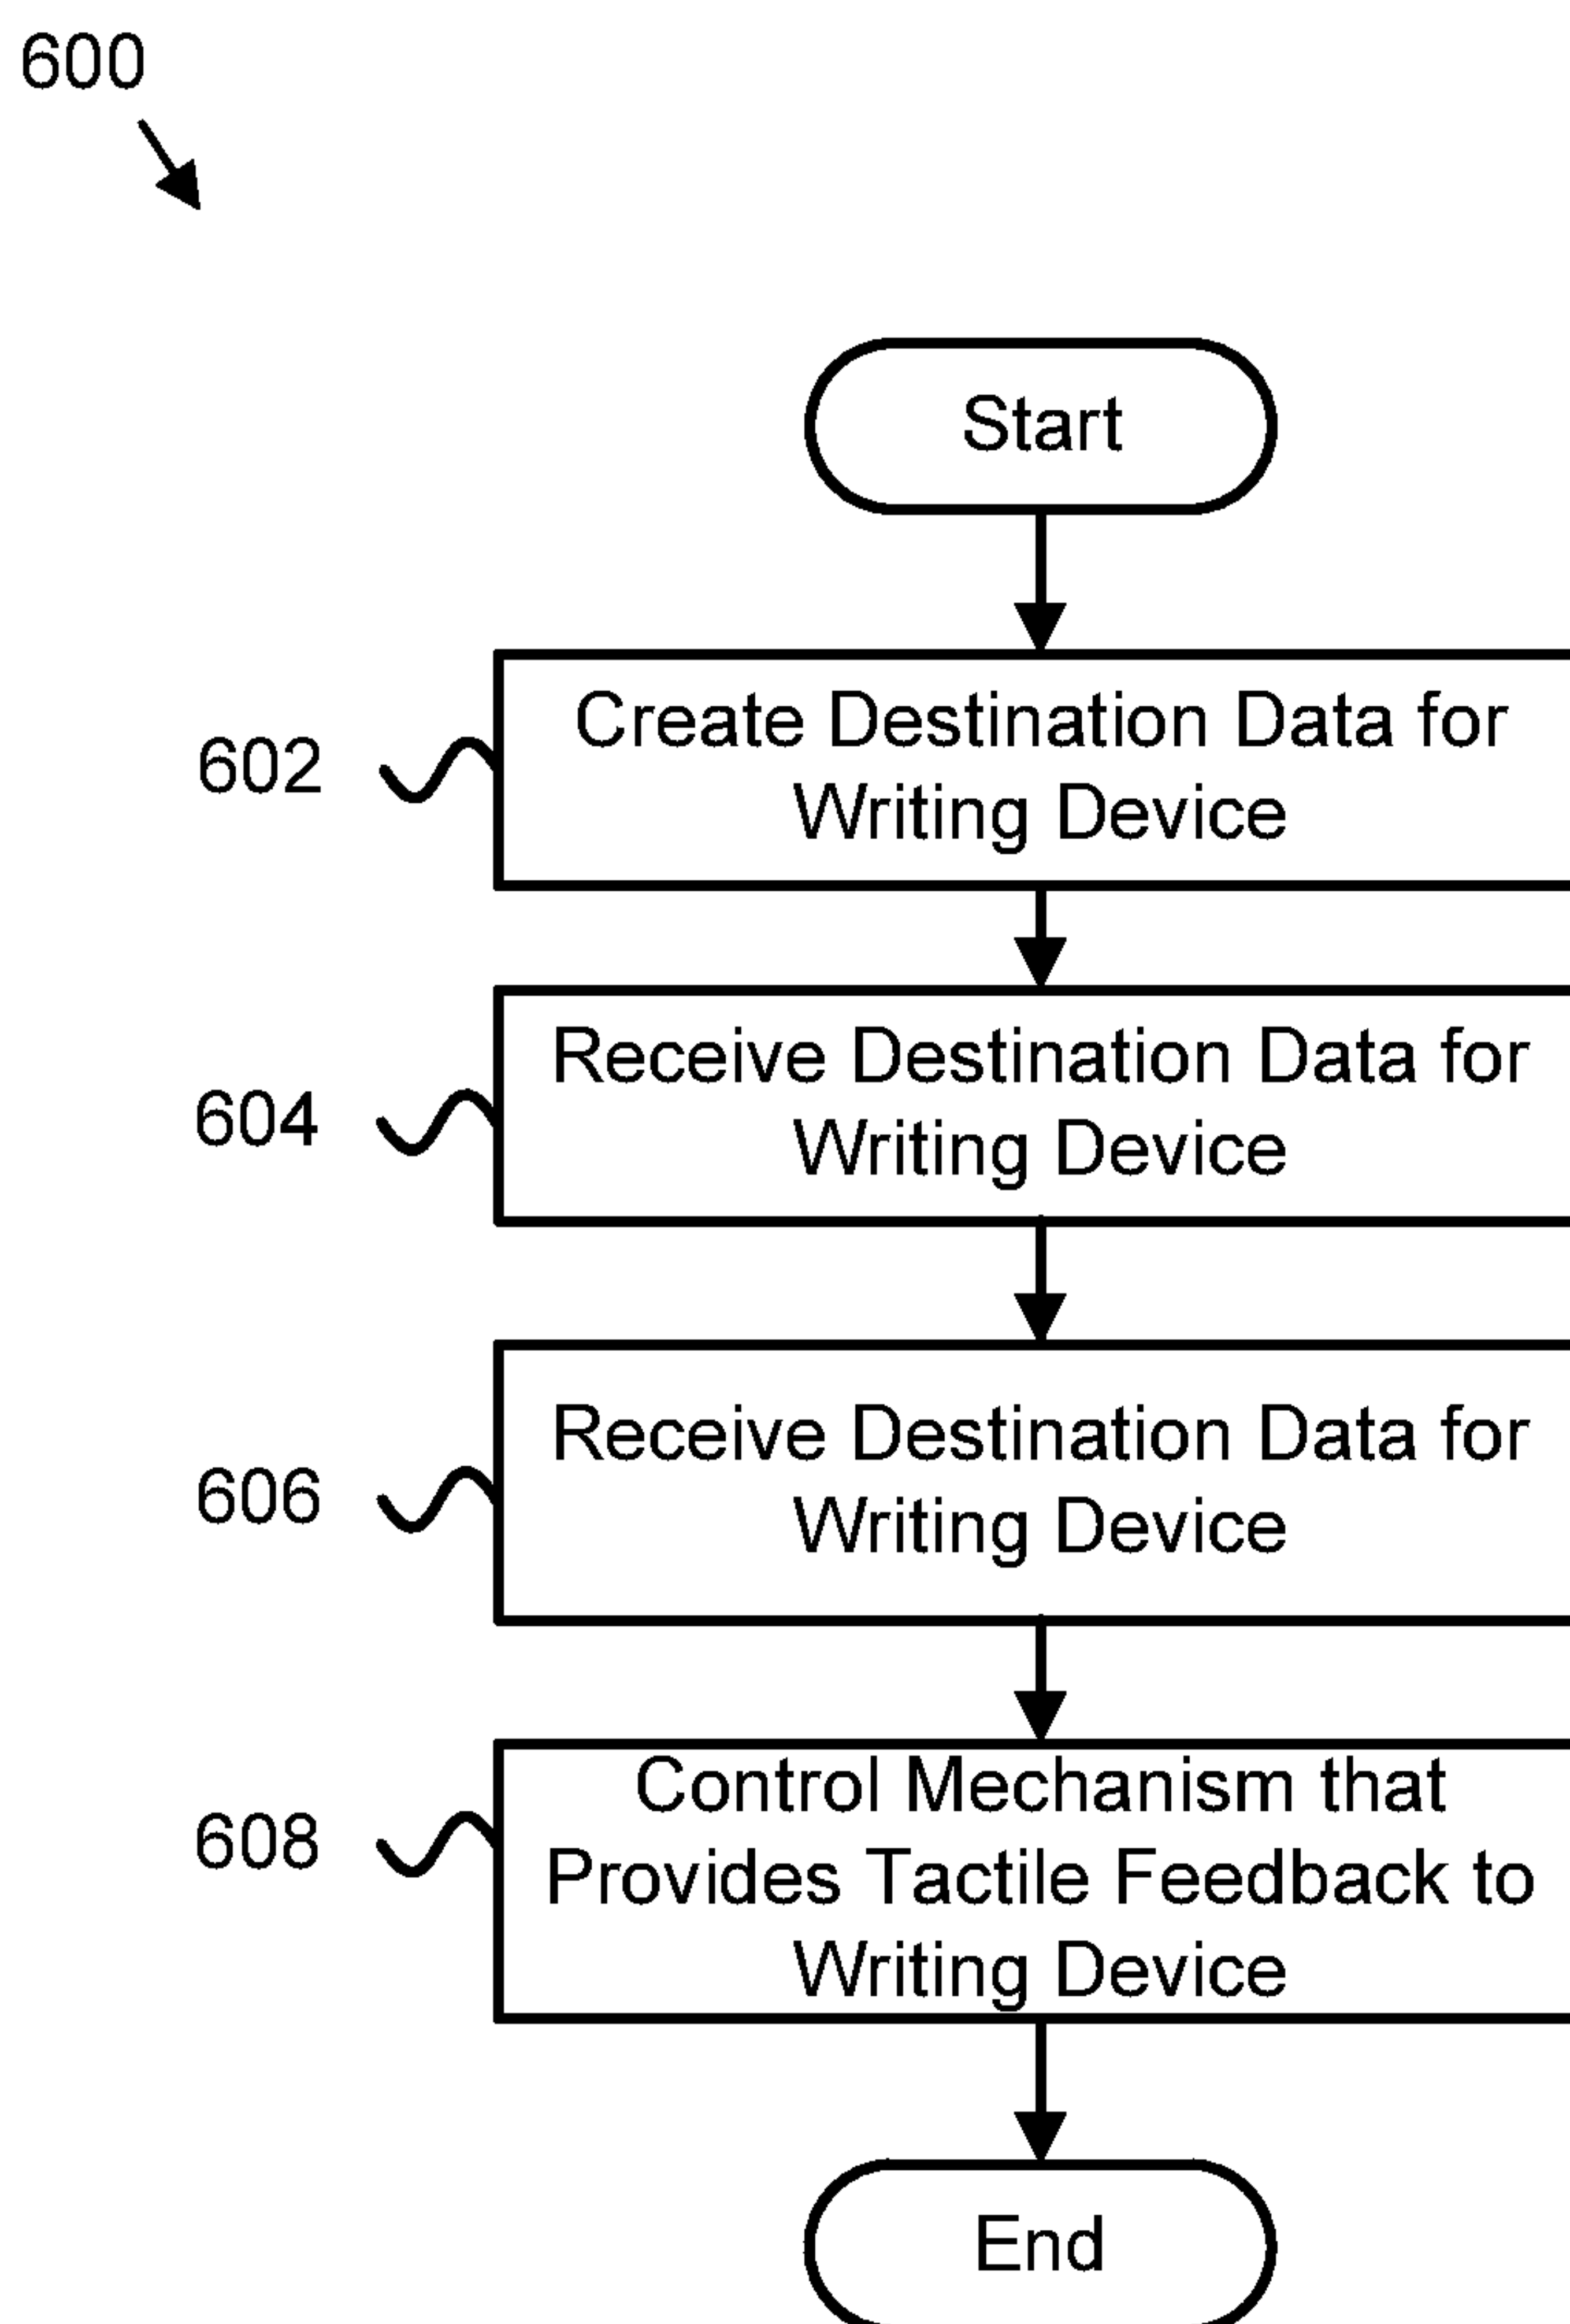 600
Start
602
Create Destination Data for
Writing Device
604
Receive Destination Data for
Writing Device
606
Receive Destination Data for
Writing Device
608
Control Mechanism that
Provides Tactile Feedback to
Writing Device
End